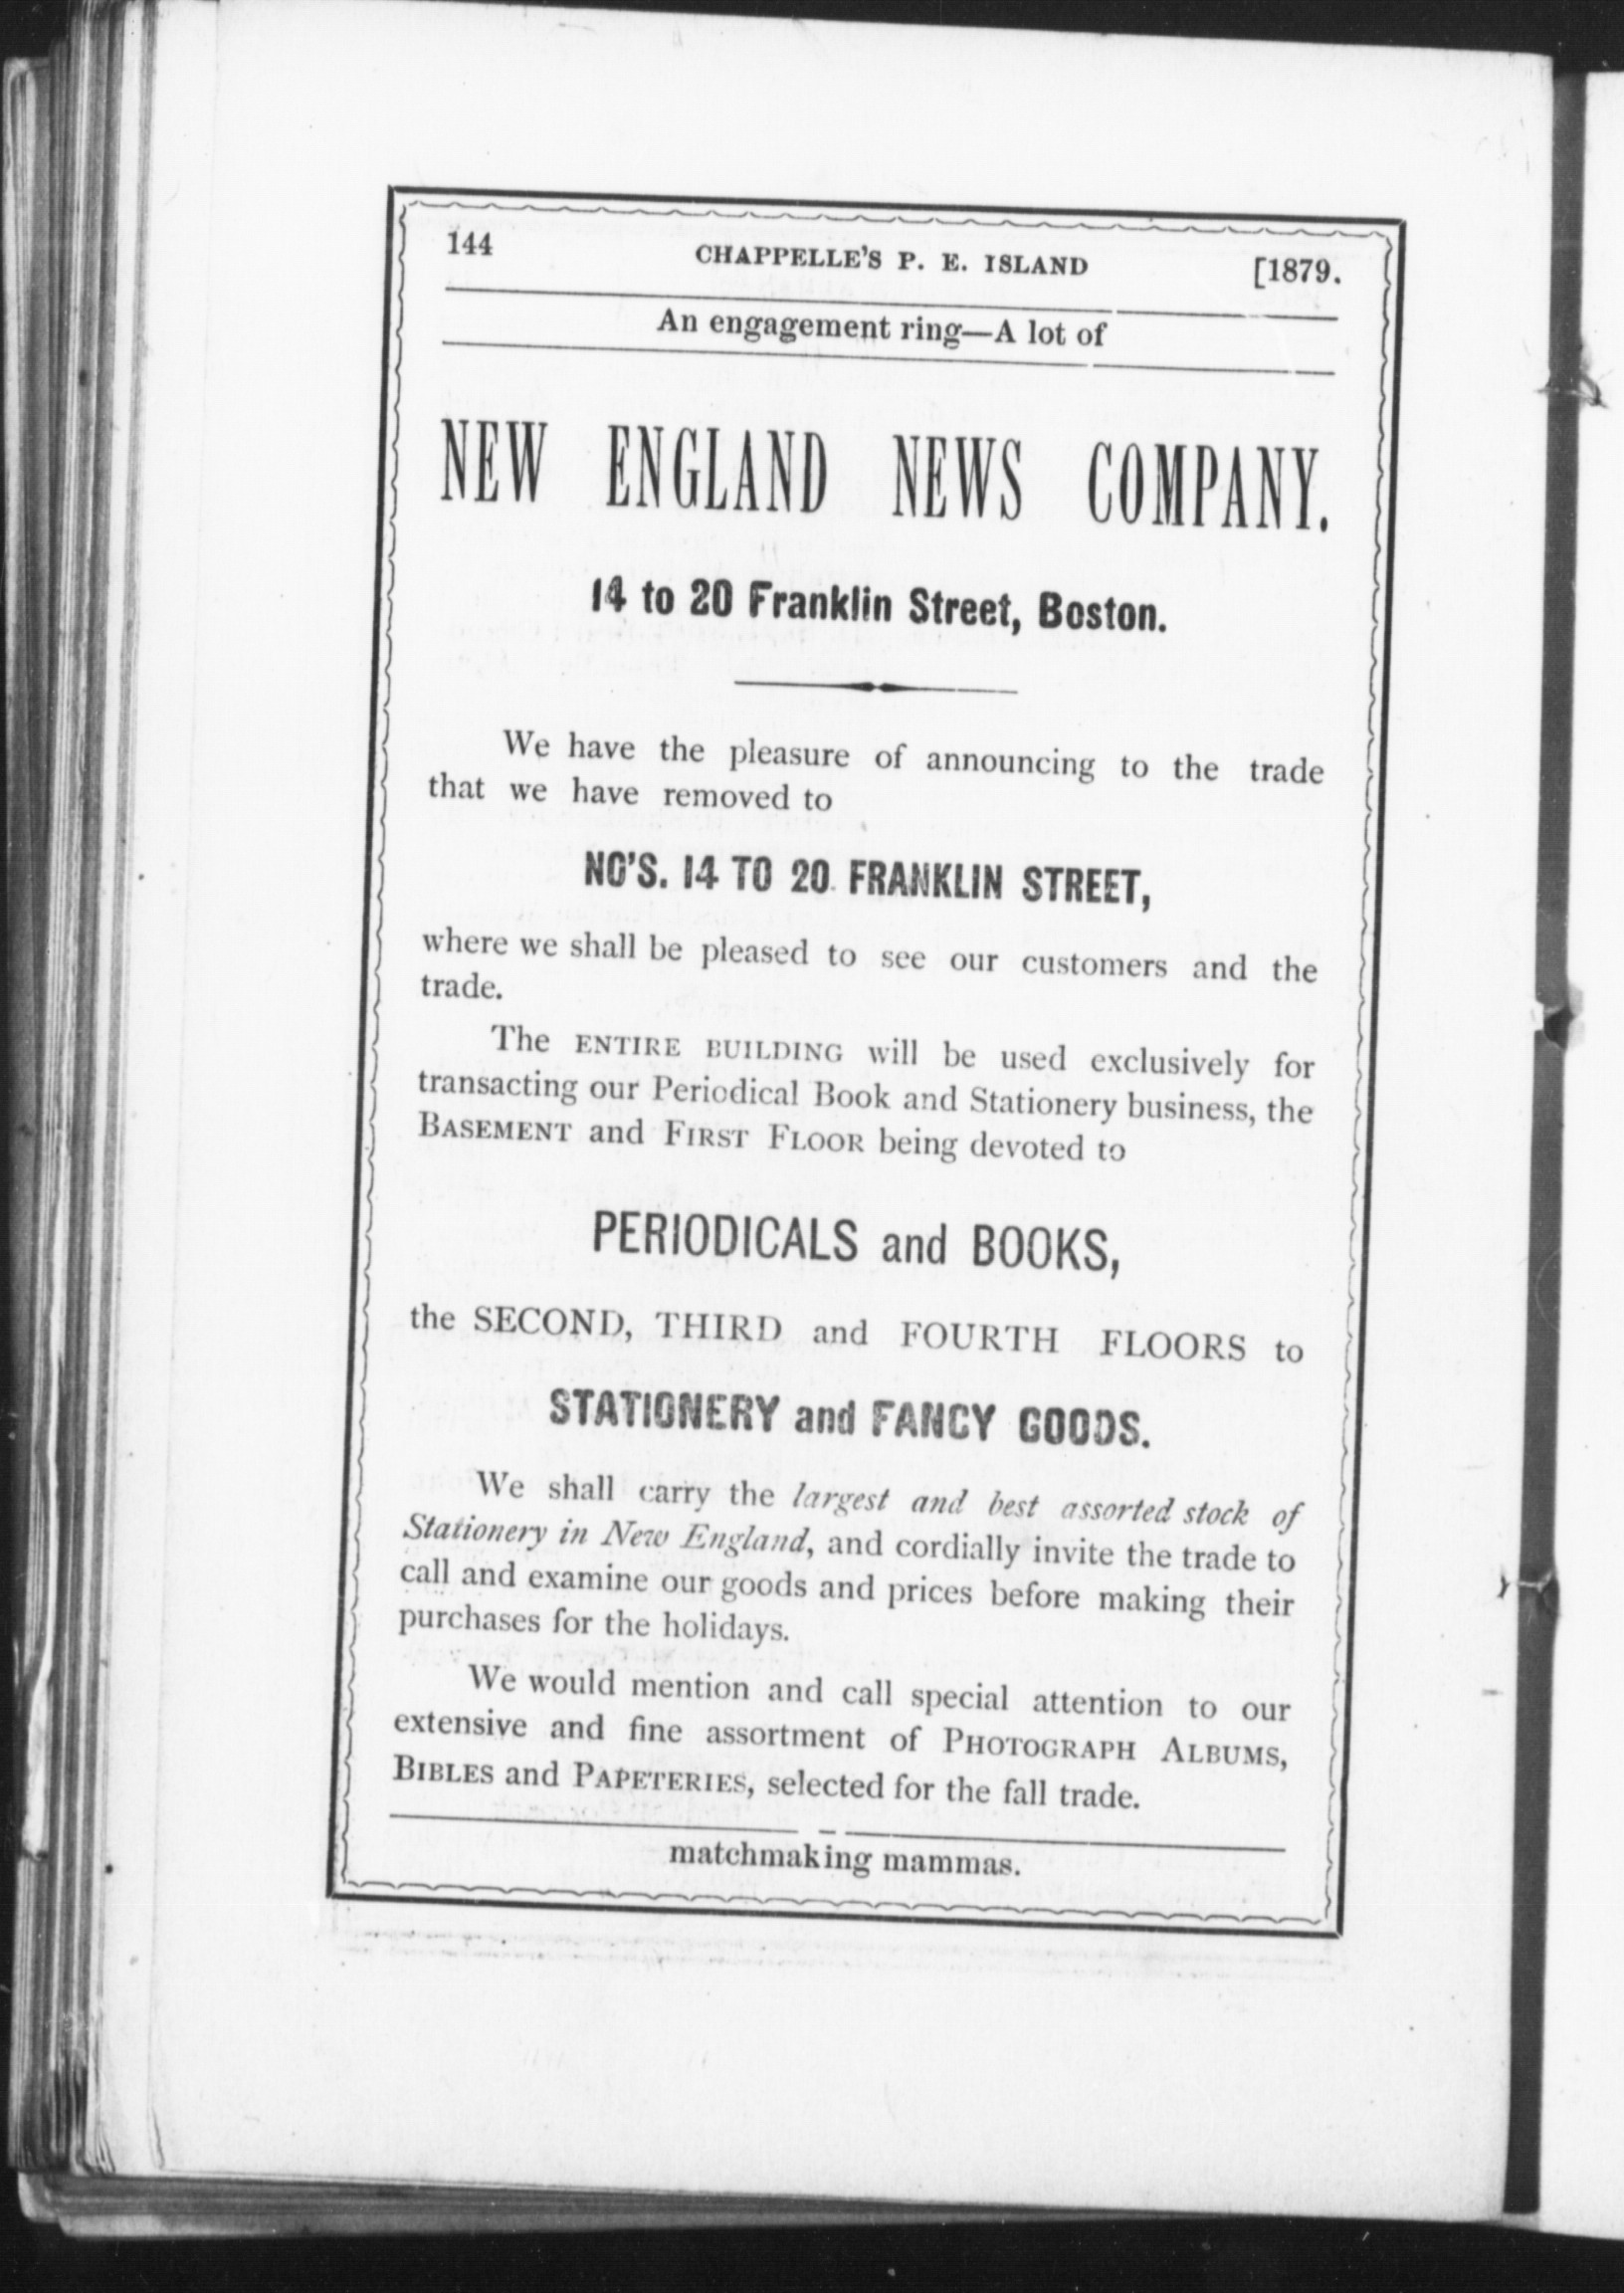 144 CHAPPELLE'S P. E. ISLAND [1879.
An engagement ring—A lot of
NEW ENGLAND NEWS COMPANY.
14 to 20 Franklin Street, Boston.
We have the pleasure of announcing to the trade
that we have removed to
NO'S. 14 TO 20 FRANKLIN STREET,
where we shall be pleased to see our customers and the
trade.
The ENTIRE BUILDING will be used exclusively for
transacting our Periodical Book and Stationery business, the
BASEMENT and FIRST FLOOR being devoted to
PERIODICALS and BOOKS,
the SECOND, THIRD and FOURTH FLOORS to
STATIONERY and FANCY GOODS.
We shall carry the largest and best assorted stock of
Stationery in New England, and cordially invite the trade to
call and examine our goods and prices before making their
purchases for the holidays.
We would mention and call special attention to our
extensive and fine assortment of PHOTOGRAPH ALBUMS,
BIBLES and PAPETERIES, selected for the fall trade.
matchmaking mammas.